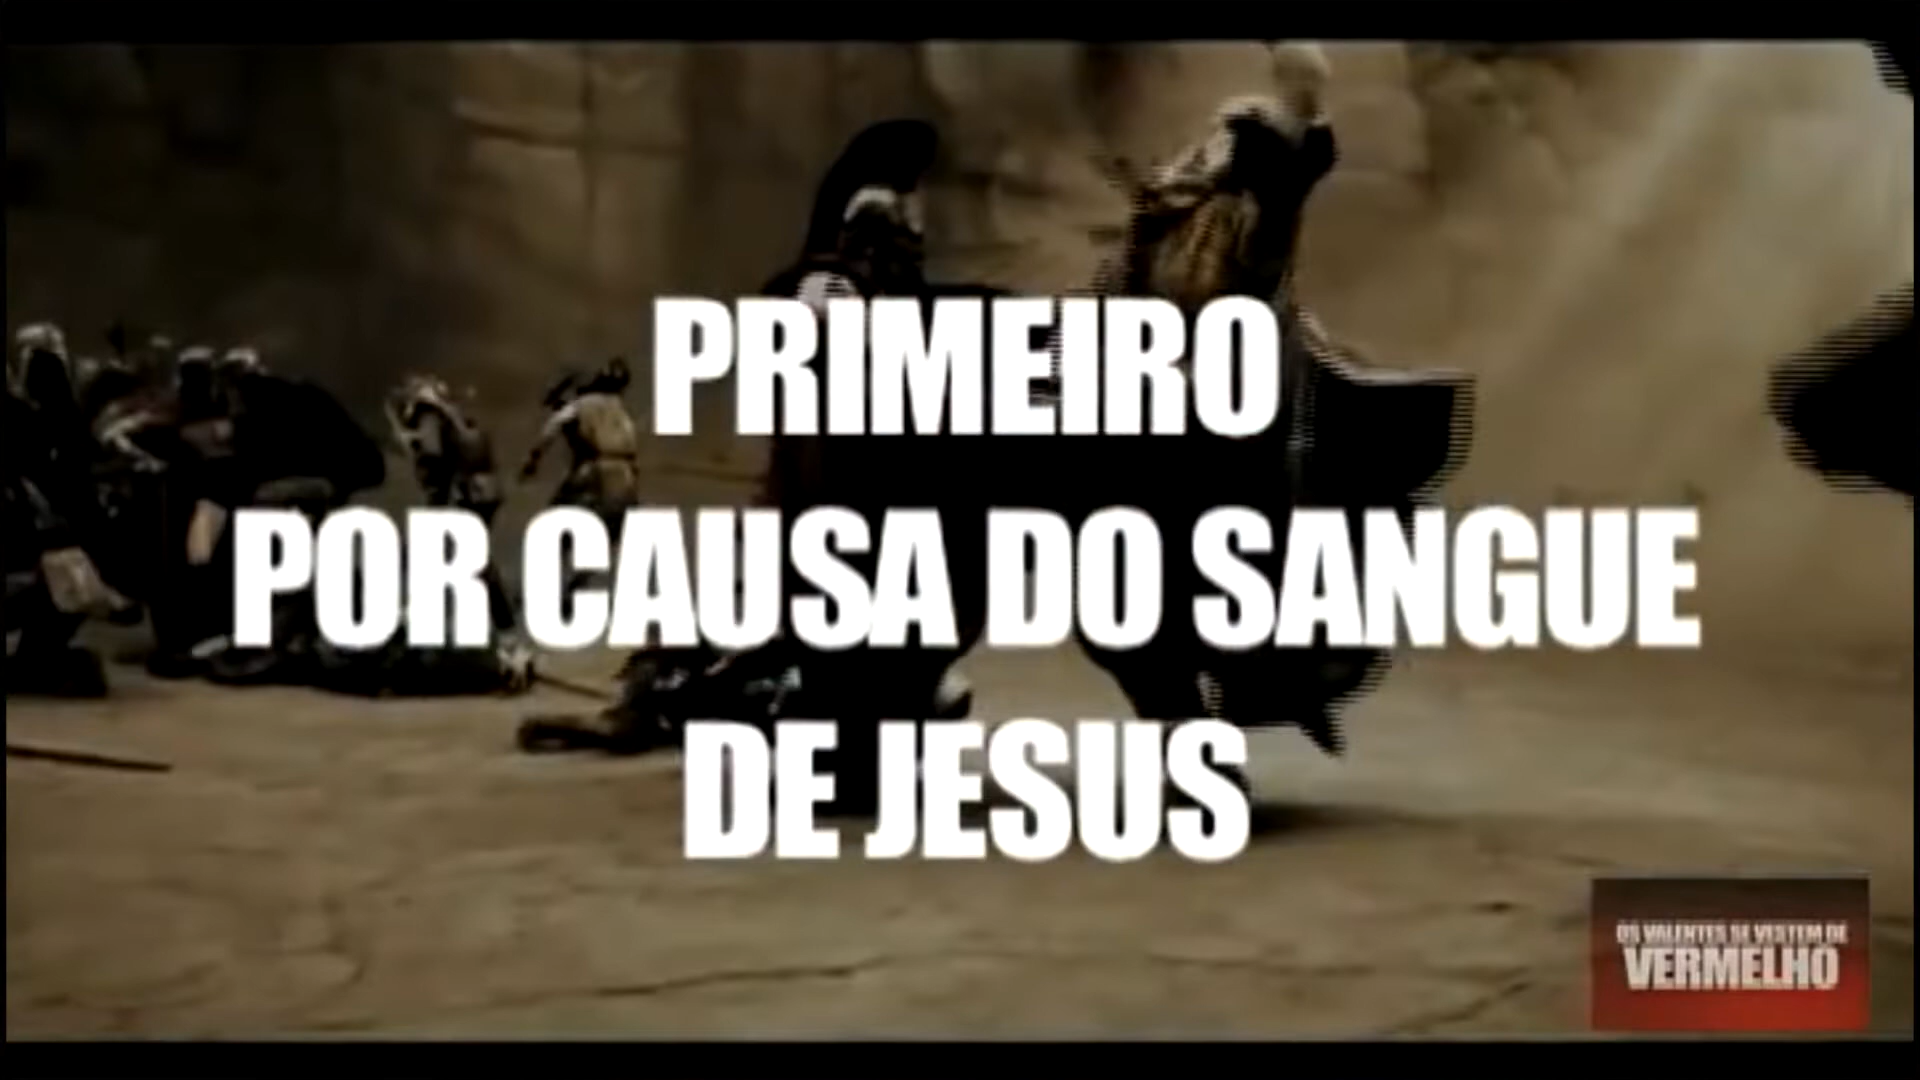 PRIMEIRO
POR CAUSA DO SANGUE
DE JESUS
OS VALENTES SE VESTEM DE
VERMELHO